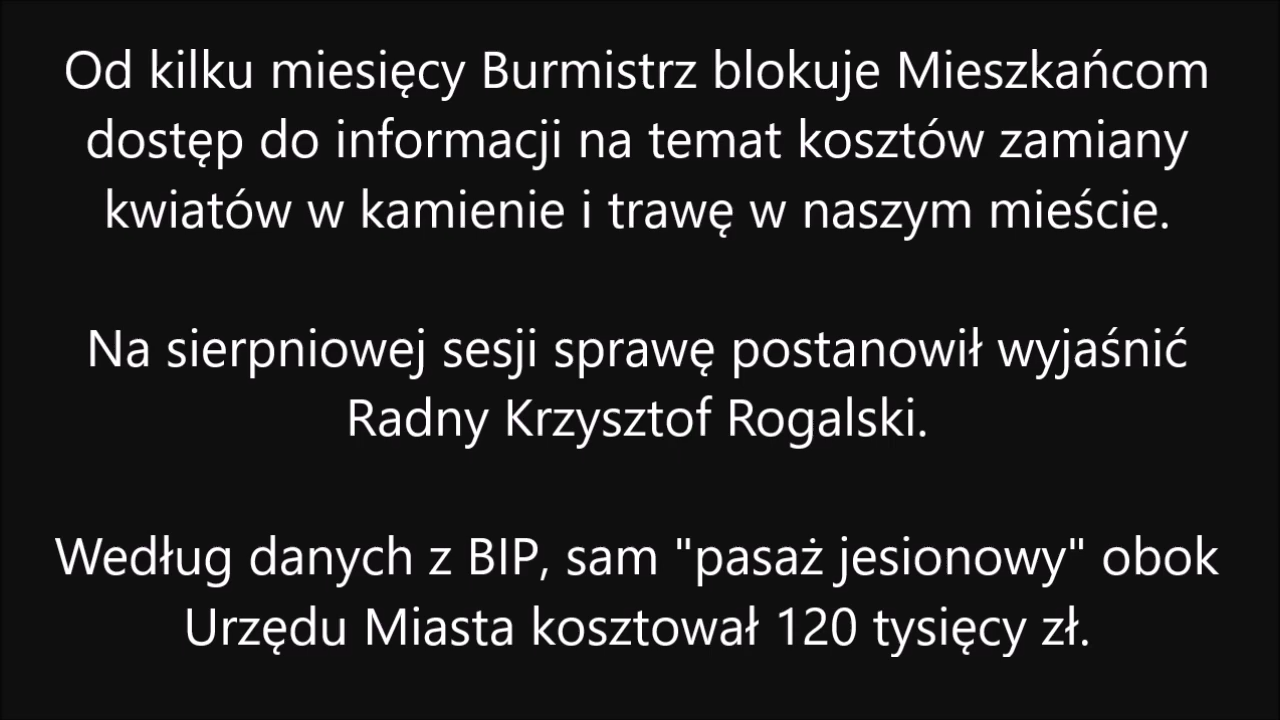 Od kilku miesięcy Burmistrz blokuje Mieszkańcom
dostęp do informacji na temat kosztów zamiany
kwiatów w kamienie i trawę w naszym mieście.
Na sierpniowej sesji sprawę postanowił wyjaśnić
Radny Krzysztof Rogalski.
Według danych z BIP, sam "pasaż jesionowy" obok
Urzędu Miasta kosztował 120 tysięcy zł.